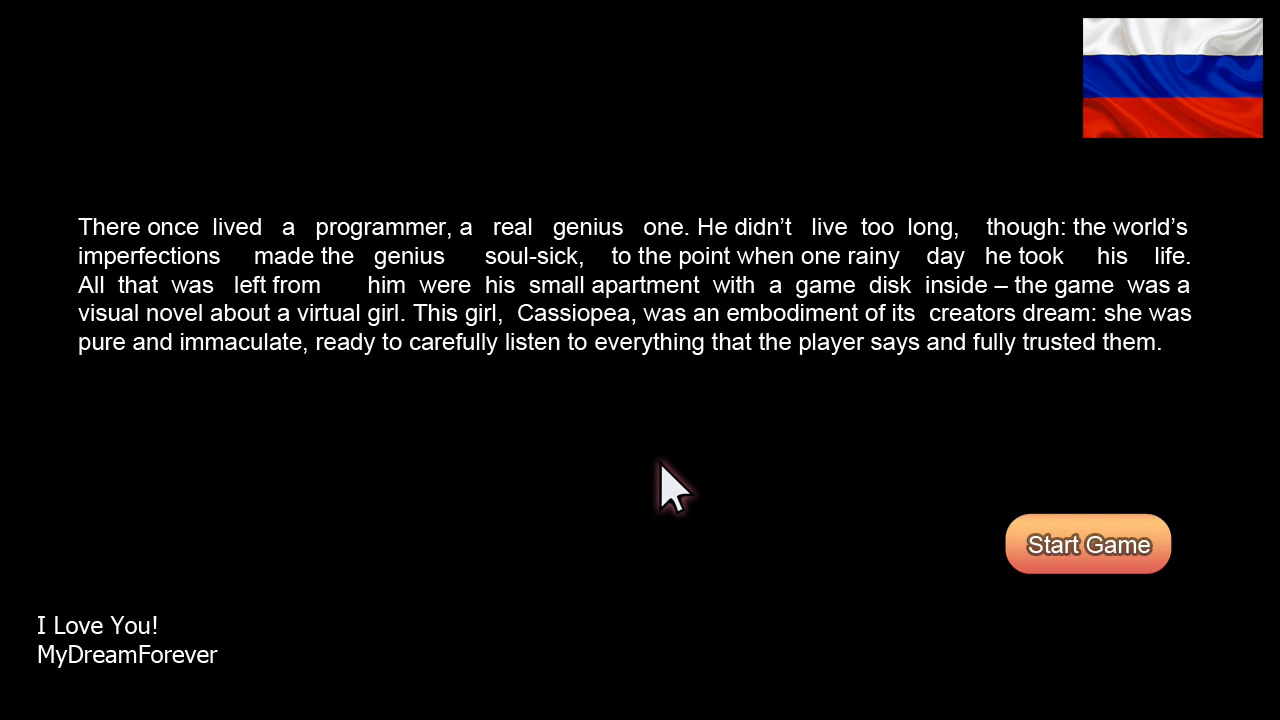 There once lived a programmer, a real genius one. He didn’t live too long, though: the world’s
imperfections made the genius soul-sick, to the point when one rainy day he took his life.
All that was left from him were his small apartment with a game disk inside – the game was a
visual novel about a virtual girl. This girl, Cassiopea, was an embodiment of its creators dream: she was
pure and immaculate, ready to carefully listen to everything that the player says and fully trusted them.
Start Game
I Love You!
MyDreamForever